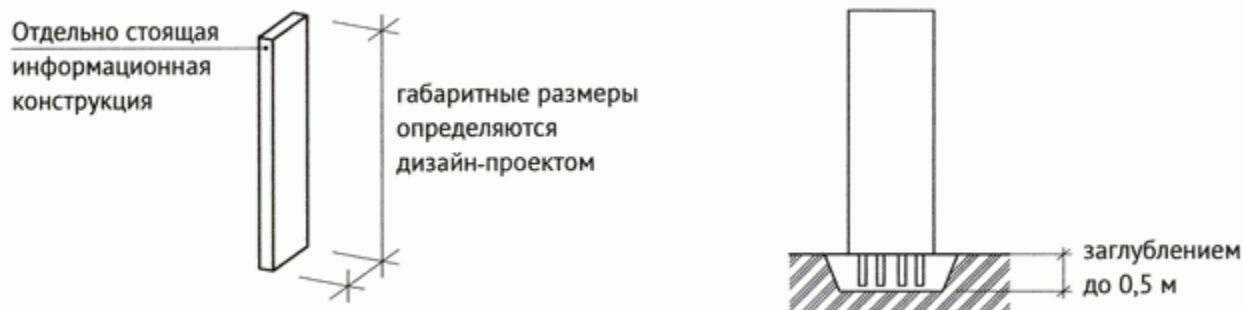 Отдельно стоящая
информационная
конструкция
габаритные размеры
определяются
дизайн-проектом
заглублением
до 0,5 м